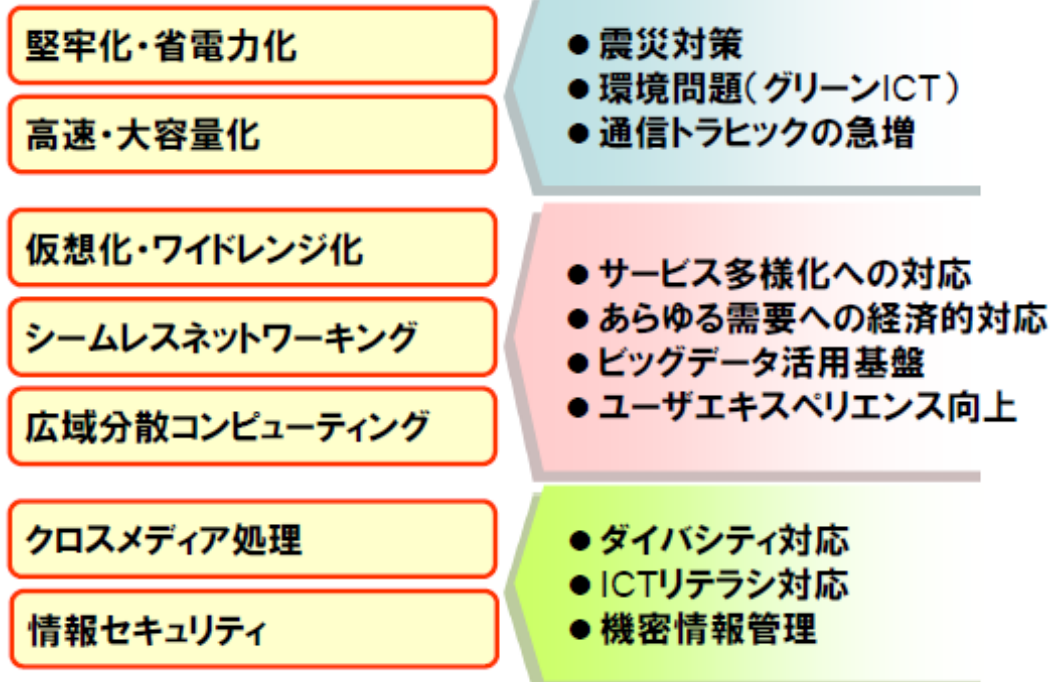 堅牢化・省電力化
高速・大容量化
●震災対策
●環境問題(グリーンICT)
●通信トラヒックの急増
仮想化・ワイドレンジ化
シームレスネットワーキング
広域分散コンピューティング
●サービス多様化への対応
●あらゆる需要への経済的対応
●ビッグデータ活用基盤
●ユーザエキスペリエンス向上
クロスメディア処理
情報セキュリティ
●ダイバシティ対応
●ICTリテラシ対応
●機密情報管理